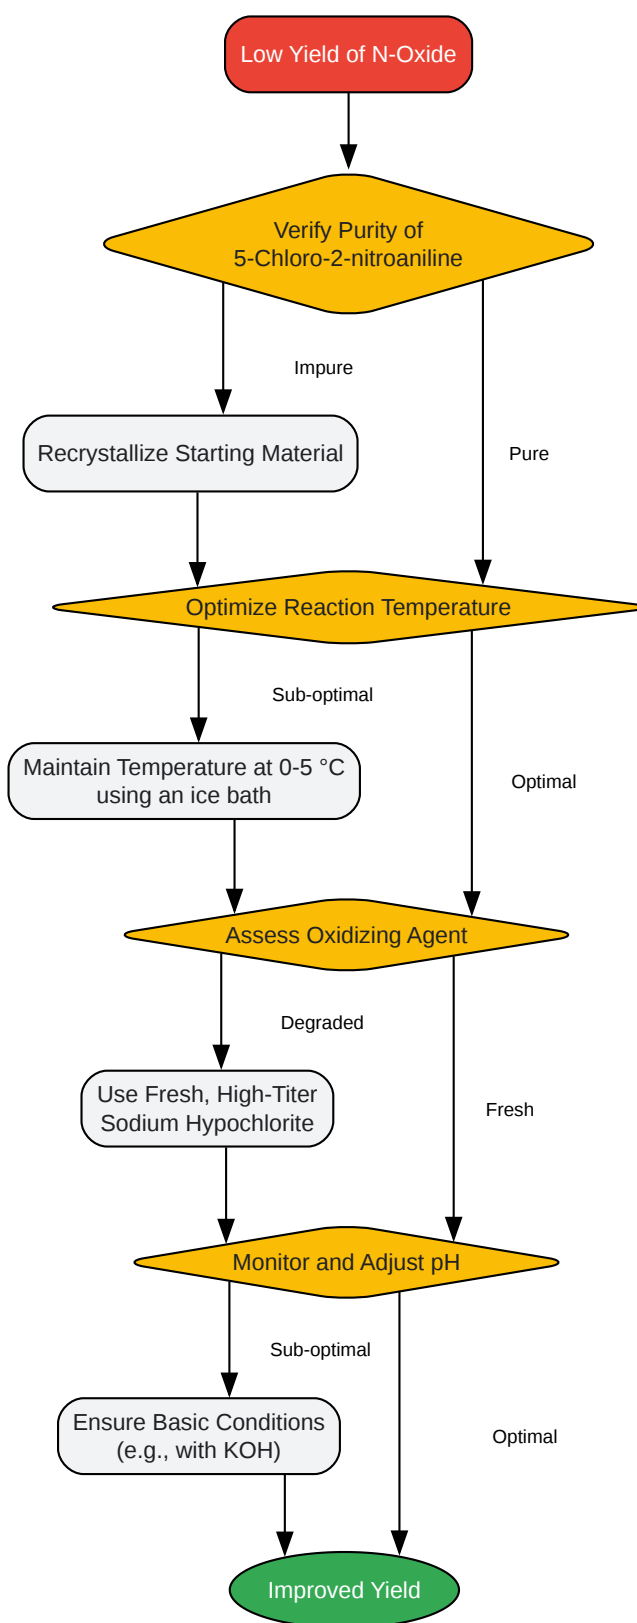 Low Yield of N-Oxide
Verify Purity of
5-Chloro-2-nitroaniline
Impure
Recrystallize Starting Material
Pure
Optimize Reaction Temperature
Sub-optimal
Maintain Temperature at 0-5 °C
using an ice bath
Optimal
Assess Oxidizing Agent
Degraded
Use Fresh, High-Titer
Sodium Hypochlorite
Fresh
Monitor and Adjust pH
Sub-optimal
Ensure Basic Conditions
(e.g., with KOH)
Optimal
Improved Yield